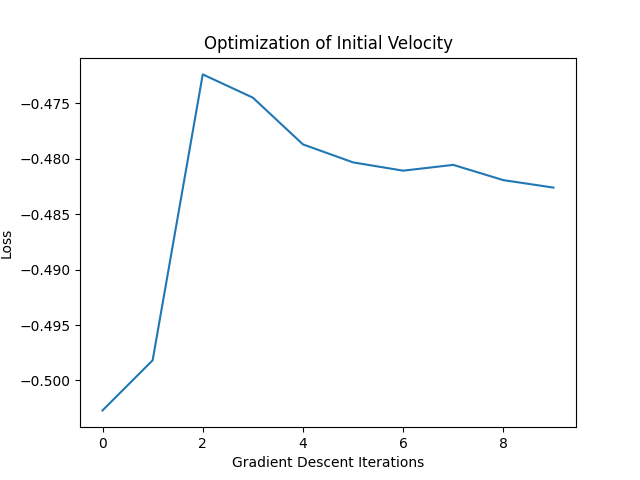 Optimization of Initial Velocity
−0.475
−0.480
−0.485
−0.490
−0.495
−0.500
Loss
0 2 4 6 8
Gradient Descent Iterations